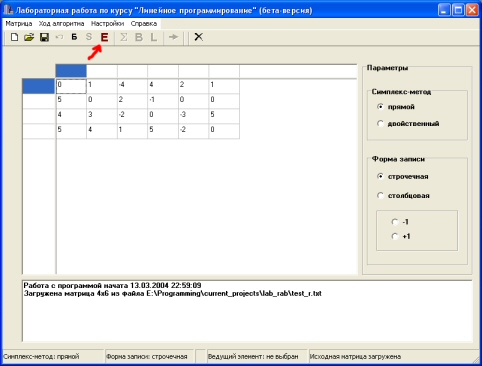 Лабораторная работа по курсу "Линейное программирование" (бета-версия)
Матрица Ход алгоритма Настройки Справка
Б S E Σ B L
0 1 -4 4 2 1
5 0 2 -1 0 0
4 3 -2 0 -3 5
5 4 1 5 -2 0
Параметры
Симплекс-метод
прямой
двойственный
Форма записи
строчечная
столбцовая
-1
+1
Работа с программой начата 13.03.2004 22:59:09
Загружена матрица 4x6 из файла E:\Programming\current_projects\lab_rab\test_r.txt
Симплекс-метод: прямой Форма записи: строчечная Ведущий элемент: не выбран Исходная матрица загружена